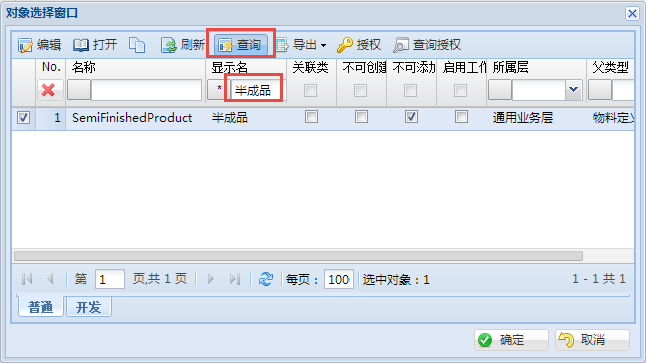 对象选择窗口
编辑 打开 刷新 查询 导出 授权 查询授权
No. 名称 显示名 关联类 不可创建 不可添加 启用工作 所属层 父类型
* 半成品
1 SemiFinishedProduct 半成品 通用业务层 物料定义
第 1 页,共 1 页 每页： 100 选中对象：1 1 - 1 共 1
普通 开发
确定 取消